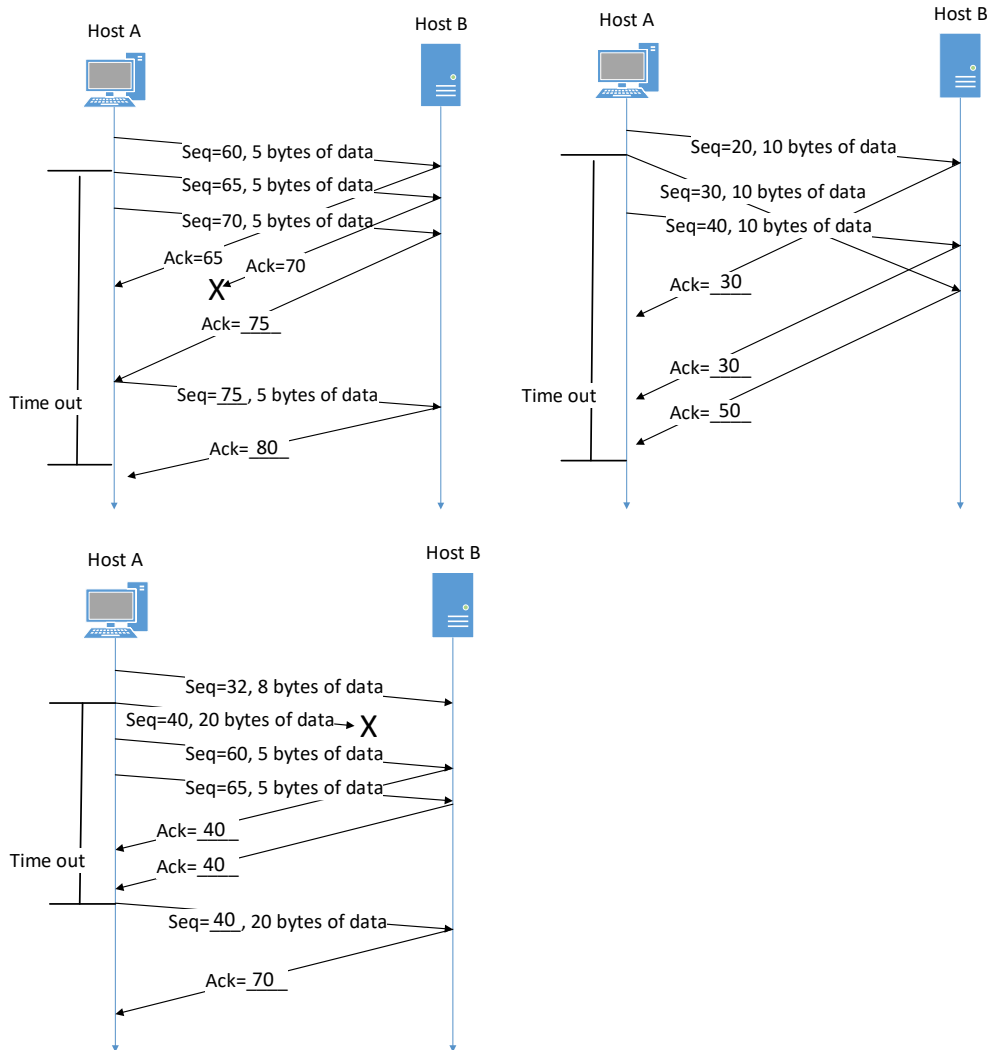 Host A
Host B
Seq=60, 5 bytes of data
Seq=65, 5 bytes of data
Seq=70, 5 bytes of data
Ack=65
Ack=70
X
Ack= 75
Seq= 75, 5 bytes of data
Time out
Ack= 80
Host A
Host B
Seq=20, 10 bytes of data
Seq=30, 10 bytes of data
Seq=40, 10 bytes of data
Ack= 30
Ack= 30
Time out
Ack= 50
Host A
Host B
Seq=32, 8 bytes of data
Seq=40, 20 bytes of data
X
Seq=60, 5 bytes of data
Seq=65, 5 bytes of data
Ack= 40
Time out
Ack= 40
Seq= 40, 20 bytes of data
Ack= 70